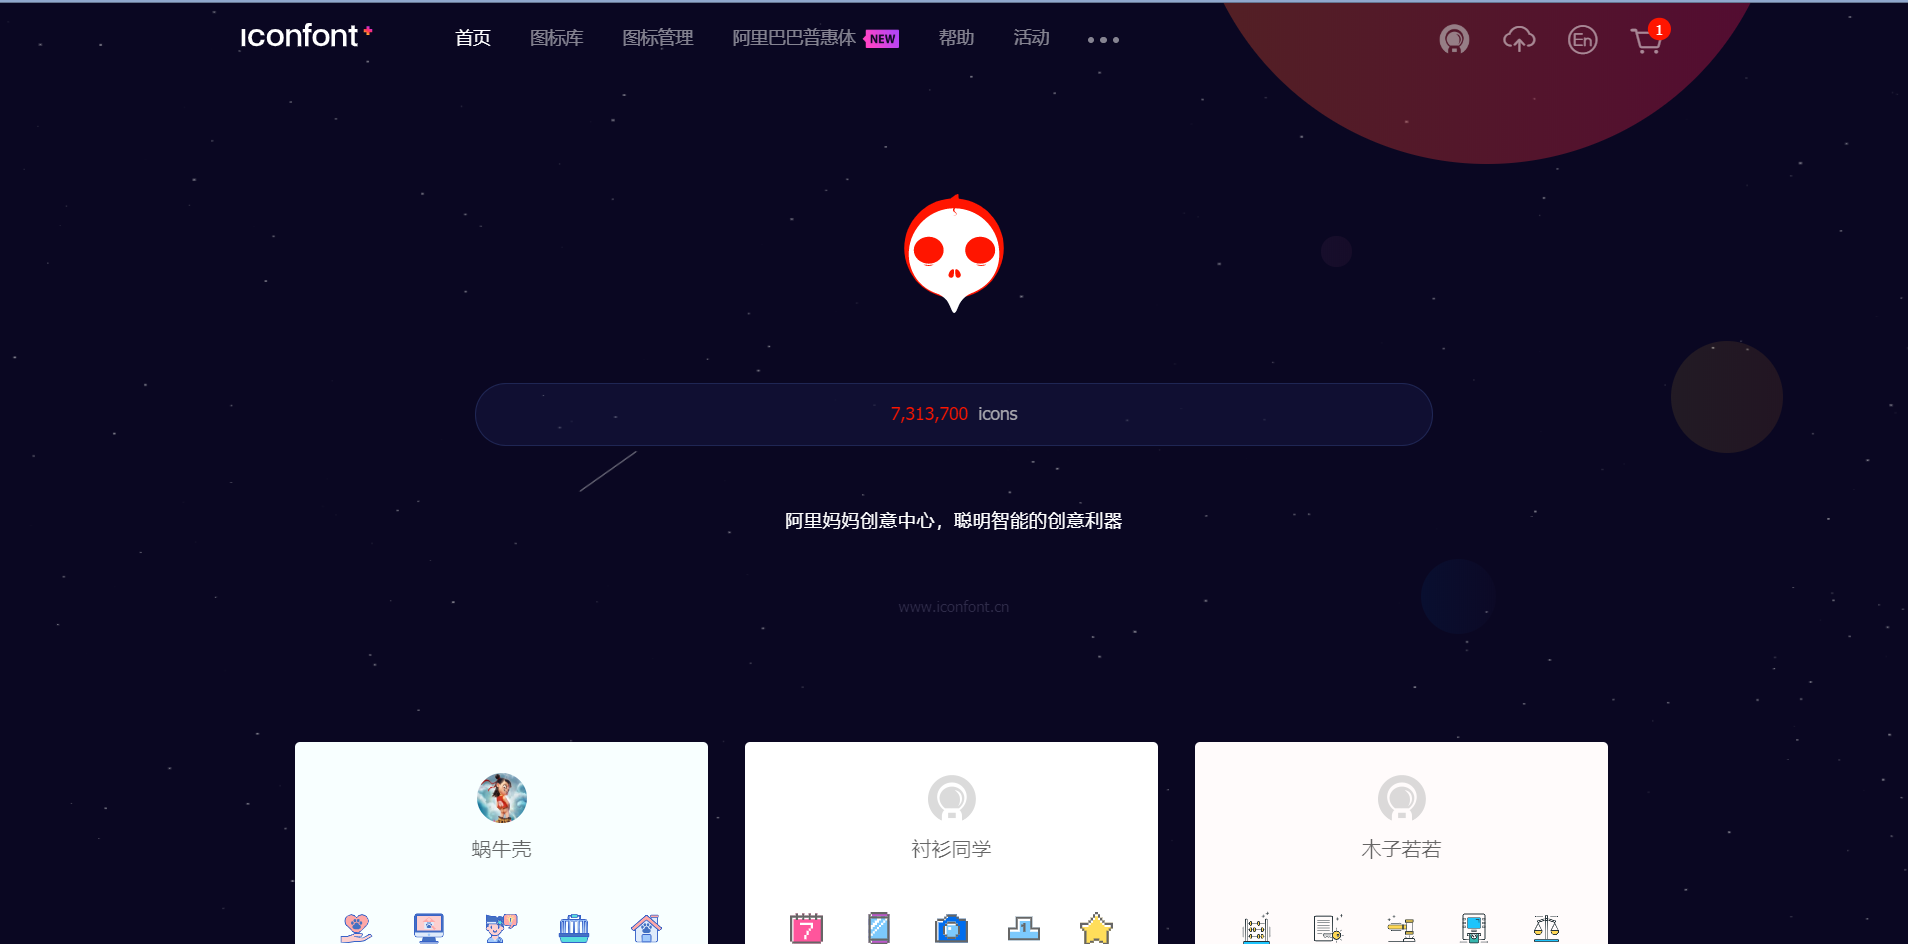 iconfont+ 首页 图标库 图标管理 阿里巴巴普惠体 NEW 帮助 活动 En 1
7,313,700 icons
阿里妈妈创意中心，聪明智能的创意利器
www.iconfont.cn
蜗牛壳
衬衫同学
木子若若
7
1